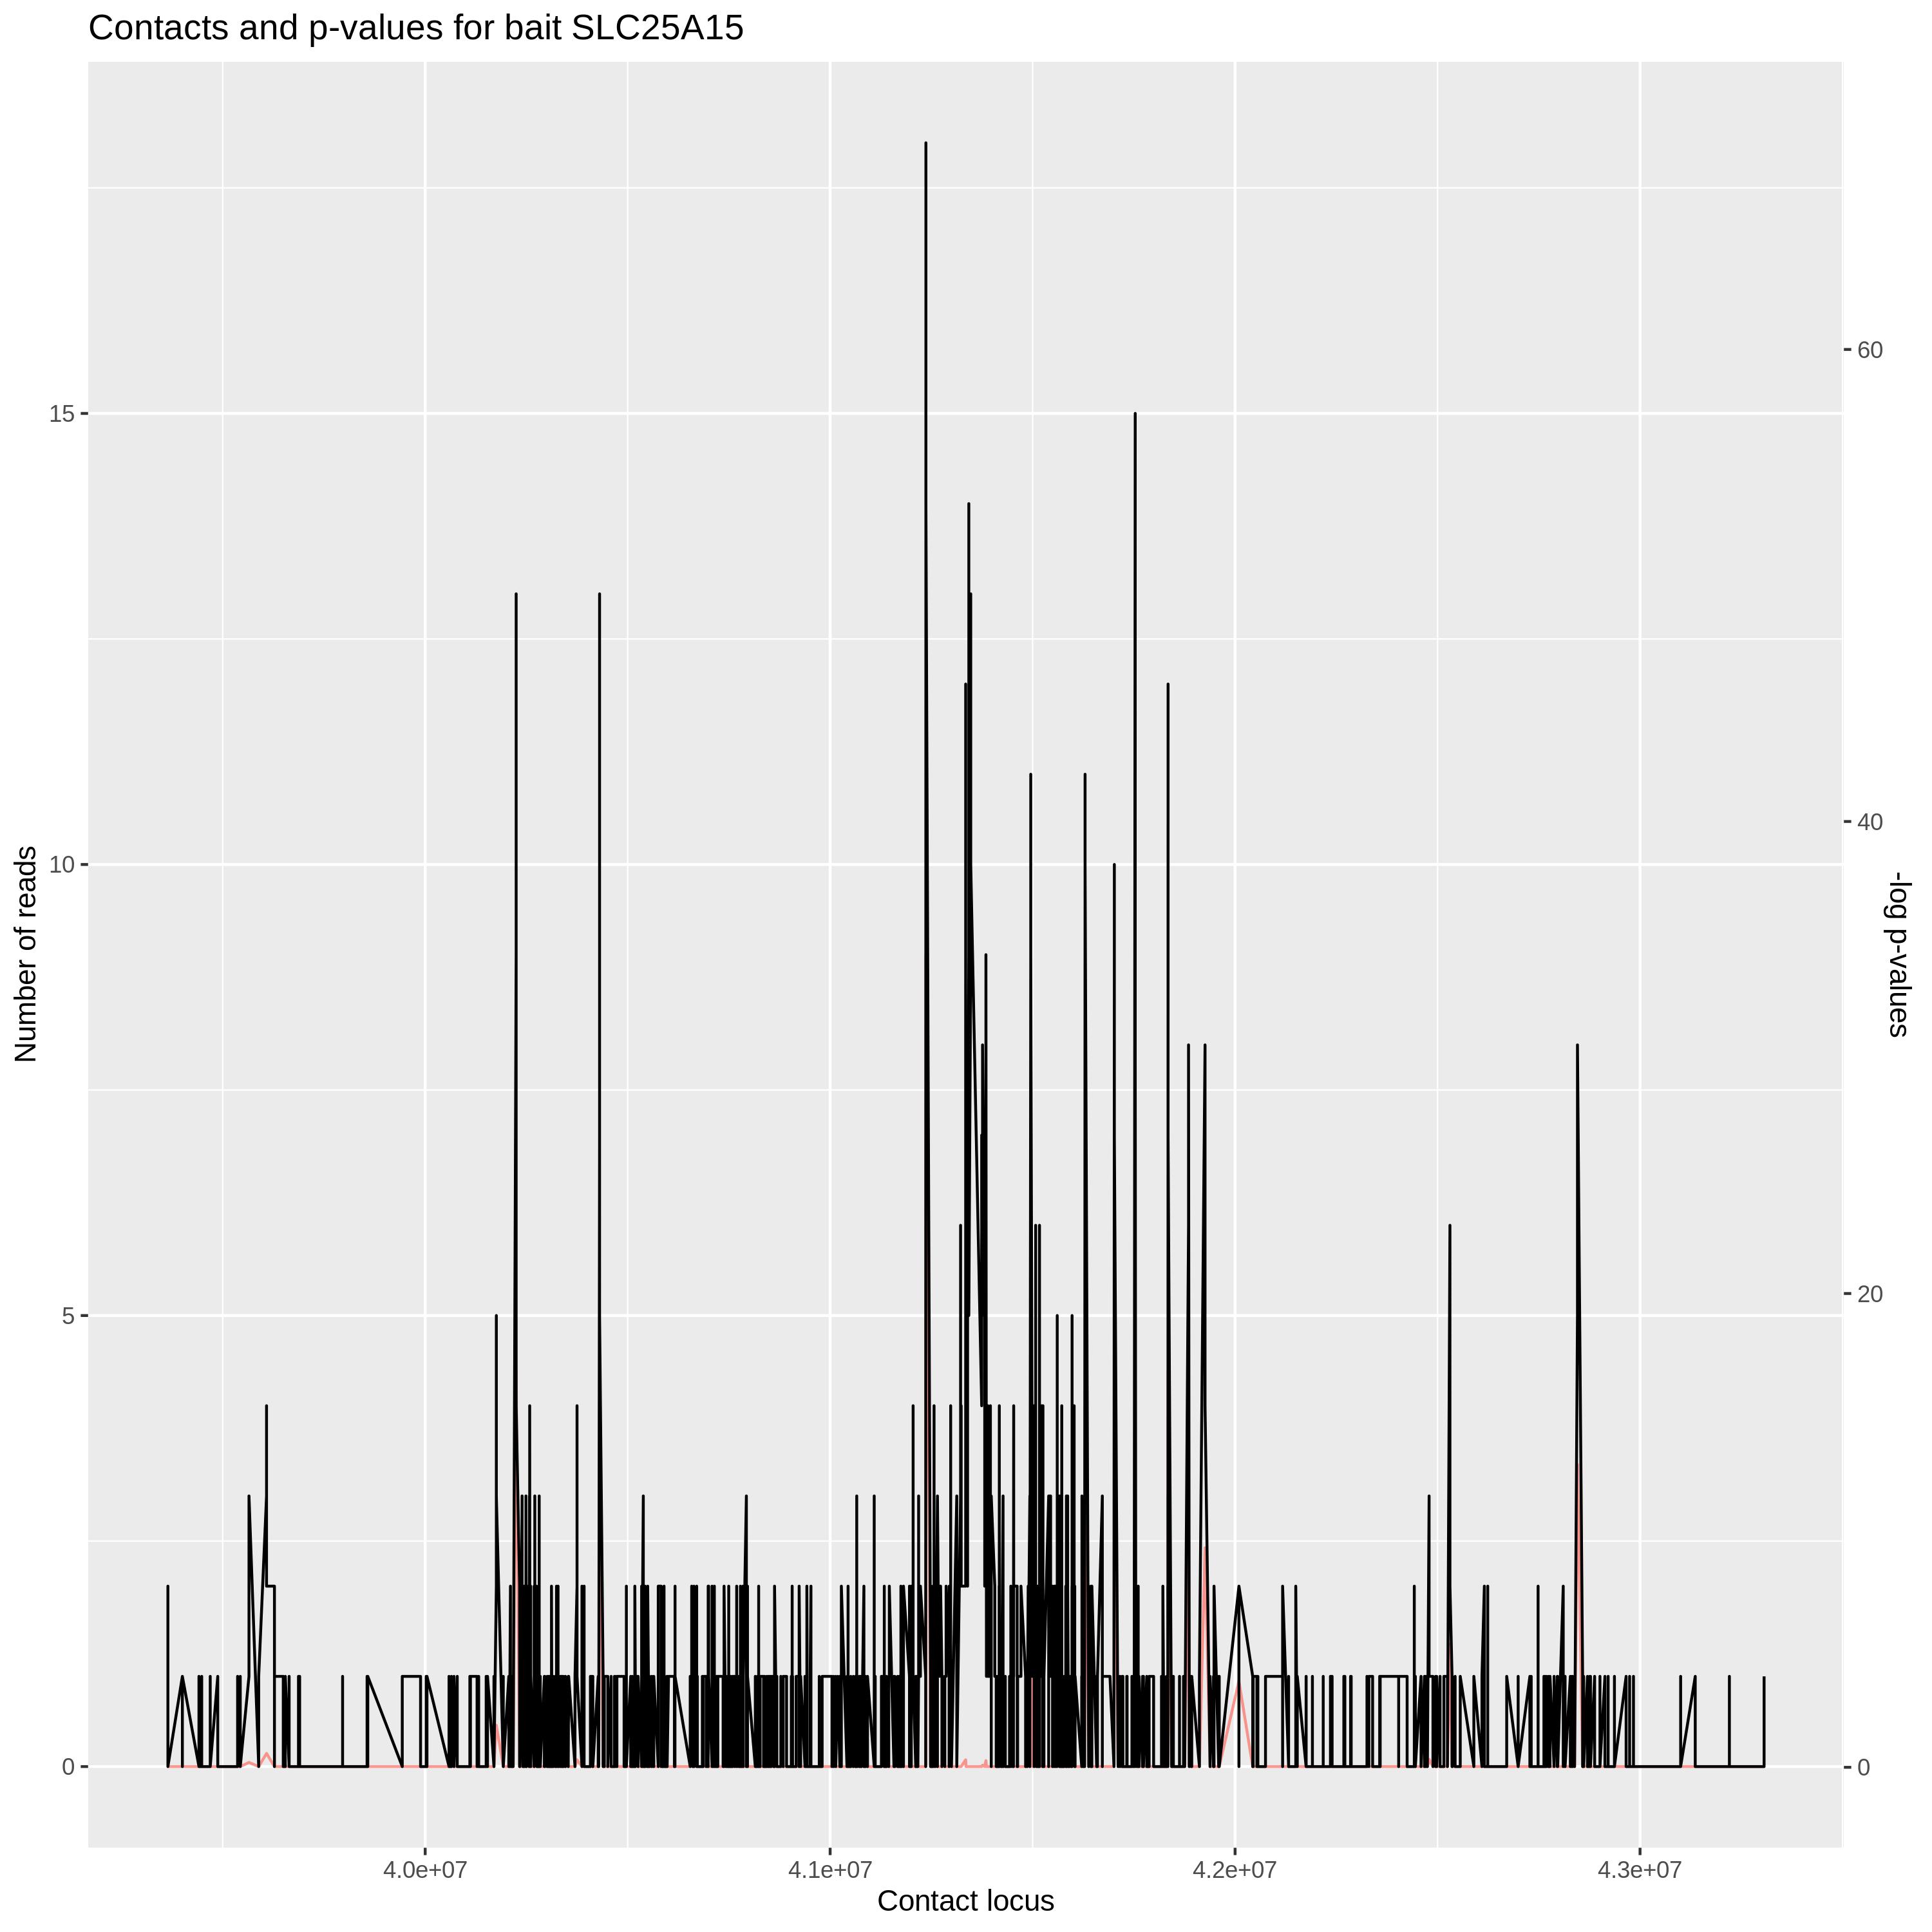 Contacts and p-values for bait SLC25A15
Number of reads
15
10
5
0
60
40
20
0
-log p-values
4.0e+07
4.1e+07
4.2e+07
4.3e+07
Contact locus